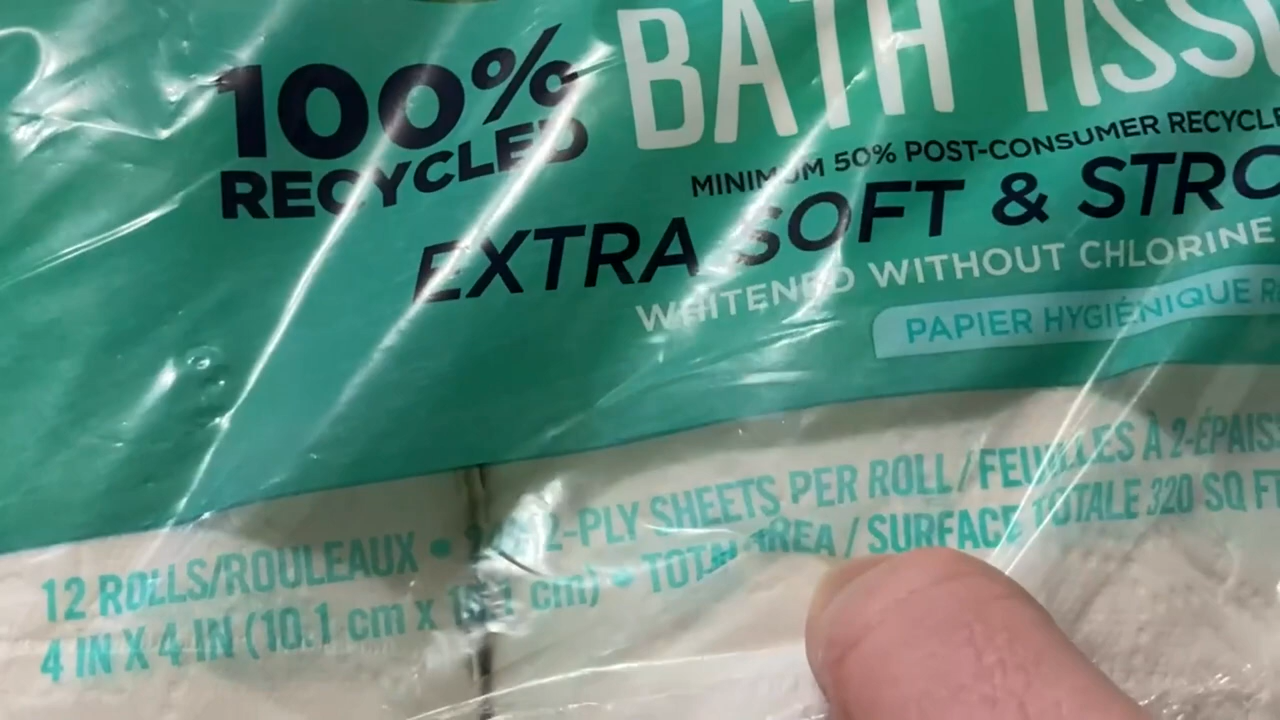 100%
RECYCLED
BATH TISSU
MINIMUM 50% POST-CONSUMER RECYCLE
EXTRA SOFT & STRO
WHITENED WITHOUT CHLORINE
PAPIER HYGIÉNIQUE R
12 ROLLS/ROULEAUX • 2-PLY SHEETS PER ROLL / FEUILLES À 2-ÉPAISS
4 IN X 4 IN (10.1 cm x 10.1 cm) • TOTAL AREA / SURFACE TOTALE 320 SQ FT